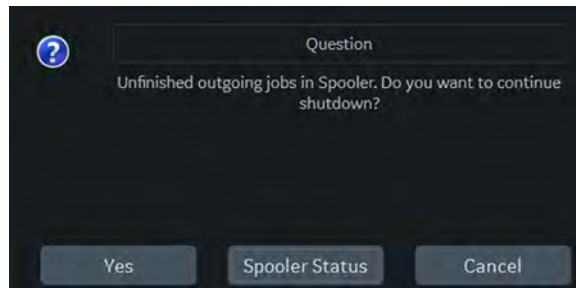 Question
Unfinished outgoing jobs in Spooler. Do you want to continue
shutdown?
Yes
Spooler Status
Cancel